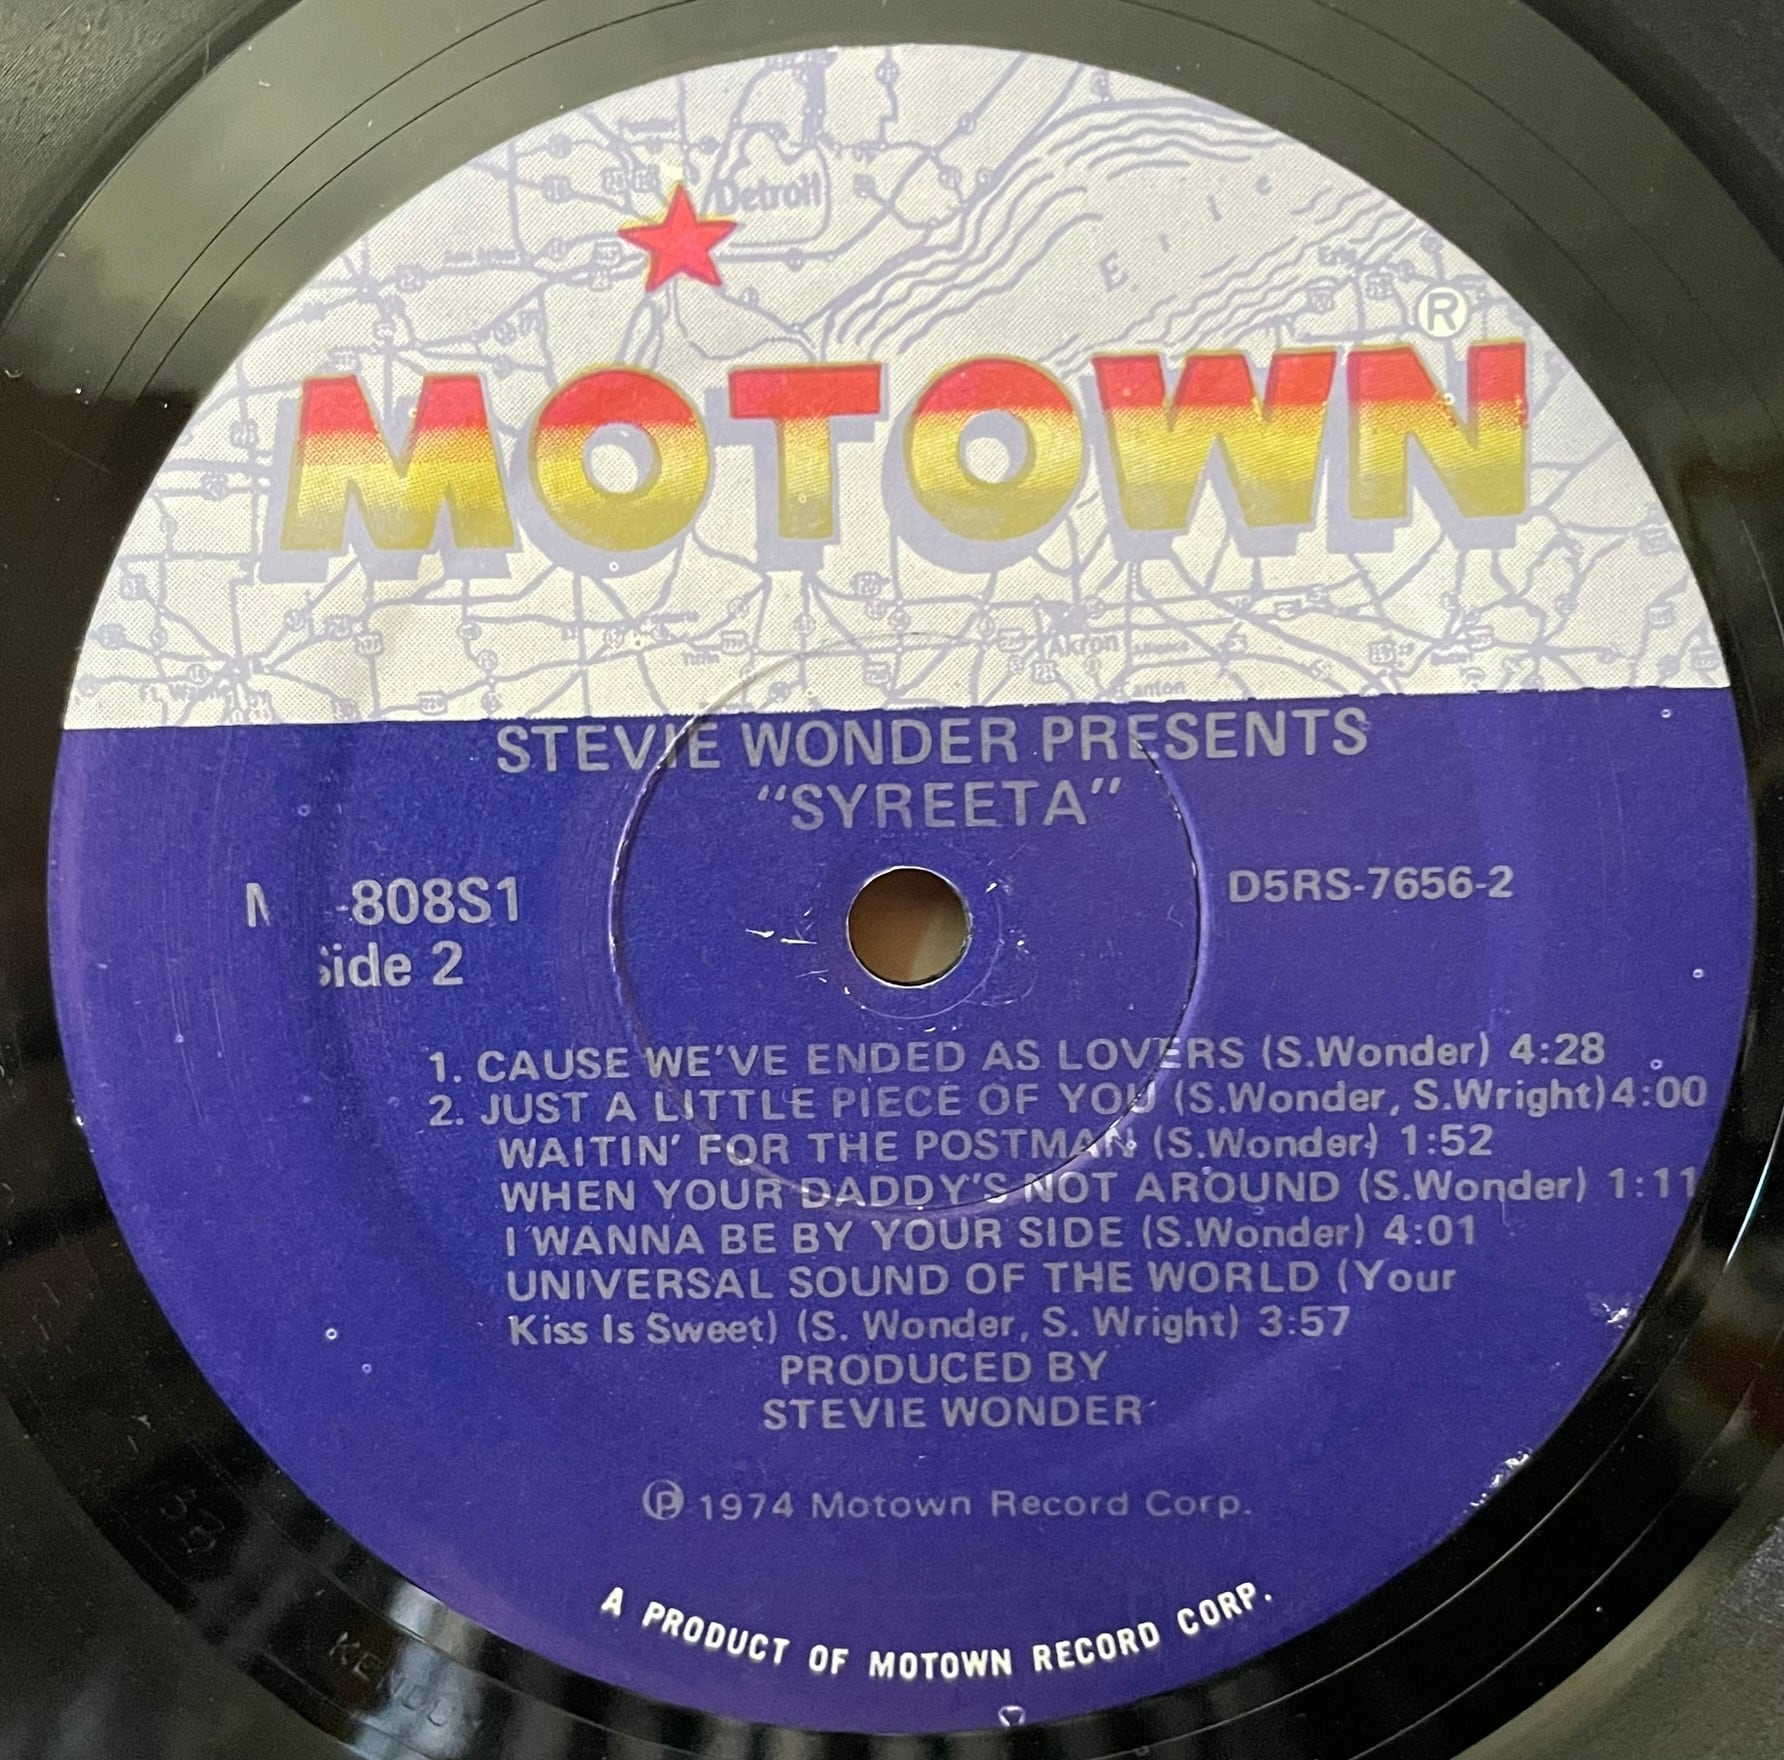 Detroit
Erie
®
MOTOWN
Akron
STEVIE WONDER PRESENTS
"SYREETA"
-808S1
D5RS-7656-2
Side 2
1. CAUSE WE'VE ENDED AS LOVERS (S.Wonder) 4:28
2. JUST A LITTLE PIECE OF YOU (S.Wonder, S.Wright)4:00
WAITIN' FOR THE POSTMAN (S.Wonder) 1:52
WHEN YOUR DADDY'S NOT AROUND (S.Wonder) 1:11
I WANNA BE BY YOUR SIDE (S.Wonder) 4:01
UNIVERSAL SOUND OF THE WORLD (Your
Kiss Is Sweet) (S. Wonder, S. Wright) 3:57
PRODUCED BY
STEVIE WONDER
℗ 1974 Motown Record Corp.
A PRODUCT OF MOTOWN RECORD CORP.